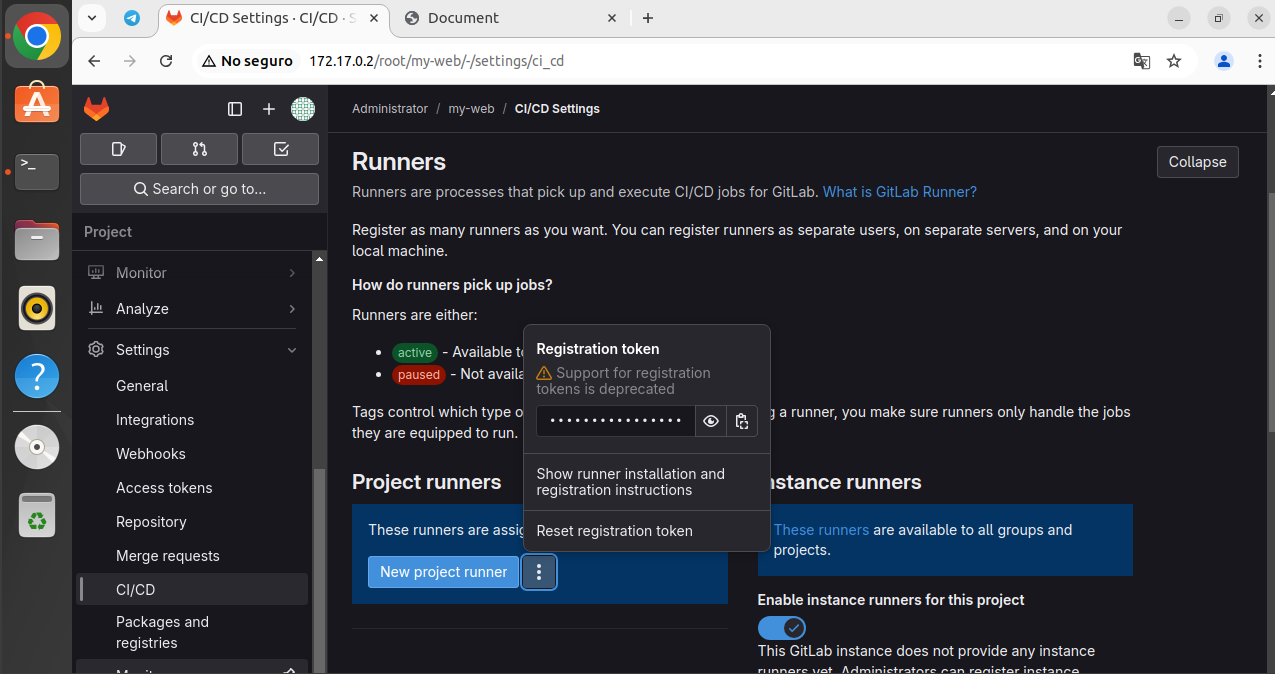 CI/CD Settings · CI/CD · S
Document
No seguro
172.17.0.2/root/my-web/-/settings/ci_cd
Search or go to...
Project
Monitor
Analyze
Settings
General
Integrations
Webhooks
Access tokens
Repository
Merge requests
CI/CD
Packages and
registries
Administrator / my-web / CI/CD Settings
Runners
Collapse
Runners are processes that pick up and execute CI/CD jobs for GitLab. What is GitLab Runner?
Register as many runners as you want. You can register runners as separate users, on separate servers, and on your
local machine.
How do runners pick up jobs?
Runners are either:
active - Available to
paused - Not availa
Tags control which type o
g a runner, you make sure runners only handle the jobs
they are equipped to run.
Registration token
Support for registration
tokens is deprecated
Show runner installation and
registration instructions
Reset registration token
Project runners
These runners are assig
New project runner
nstance runners
These runners are available to all groups and
projects.
Enable instance runners for this project
This GitLab instance does not provide any instance
runners yet. Administrators can register instance